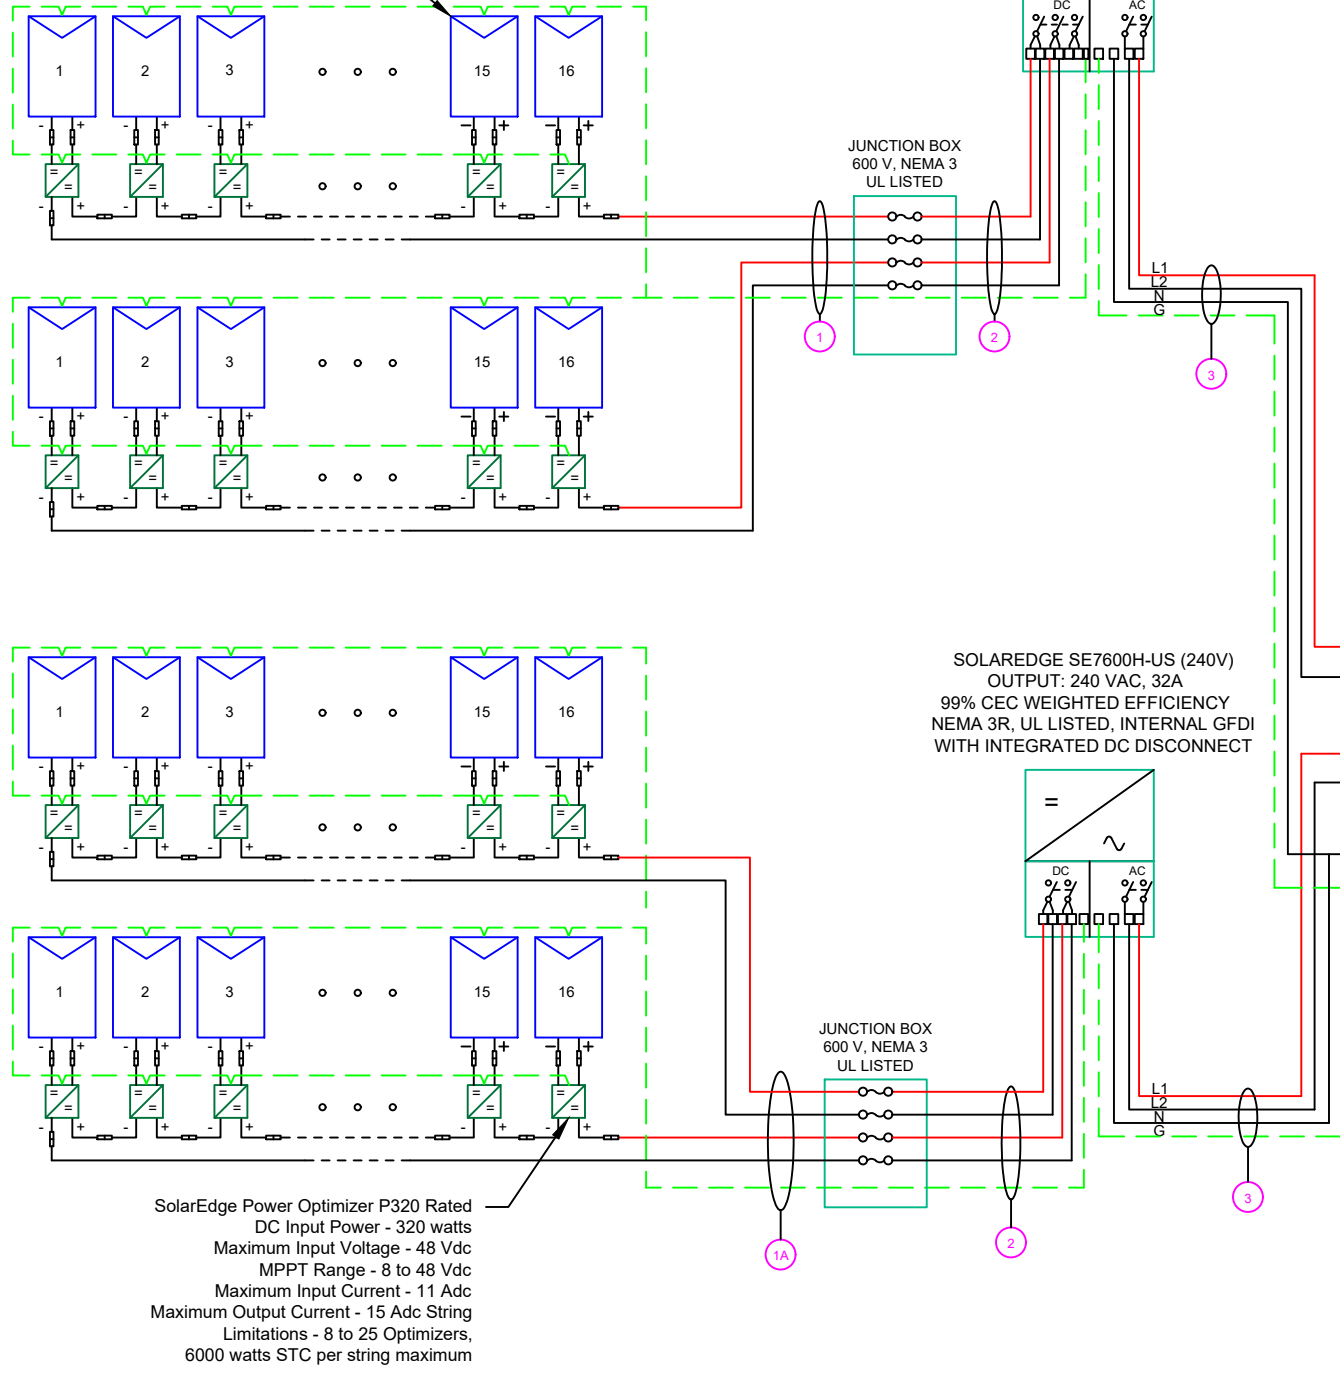 DC AC
1 2 3 15 16
- + - + - + - + - +
JUNCTION BOX
600 V, NEMA 3
UL LISTED
= = = = = = = = = =
- + - + - + - + - +
L1
L2
N
G
1 2 3
1 2 3 15 16
- + - + - + - + - +
= = = = = = = = = =
- + - + - + - + - +
SOLAREDGE SE7600H-US (240V)
OUTPUT: 240 VAC, 32A
99% CEC WEIGHTED EFFICIENCY
NEMA 3R, UL LISTED, INTERNAL GFDI
WITH INTEGRATED DC DISCONNECT
1 2 3 15 16
- + - + - + - + - +
= = = = = = = = = =
- + - + - + - + - +
=
DC AC
1 2 3 15 16
- + - + - + - + - +
JUNCTION BOX
600 V, NEMA 3
UL LISTED
= = = = = = = = = =
- + - + - + - + - +
L1
L2
N
G
1A 2 3
SolarEdge Power Optimizer P320 Rated
DC Input Power - 320 watts
Maximum Input Voltage - 48 Vdc
MPPT Range - 8 to 48 Vdc
Maximum Input Current - 11 Adc
Maximum Output Current - 15 Adc String
Limitations - 8 to 25 Optimizers,
6000 watts STC per string maximum